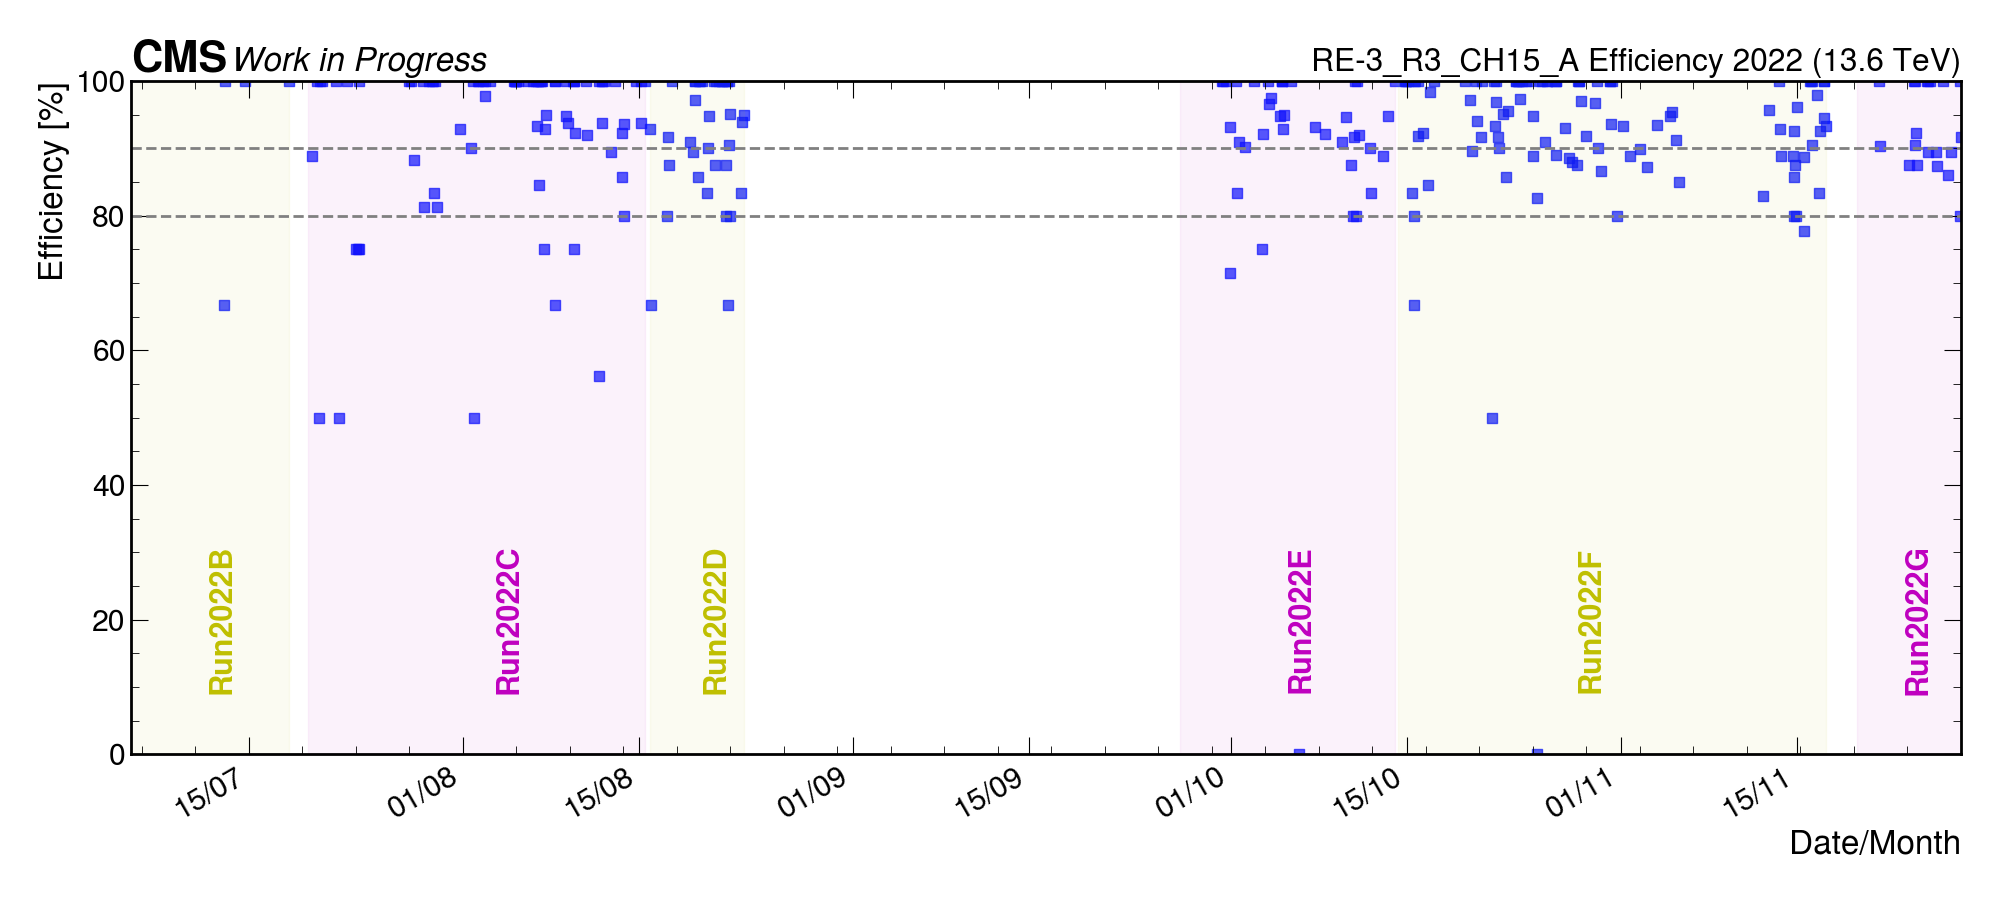 CMS Work in Progress
RE-3_R3_CH15_A Efficiency 2022 (13.6 TeV)
Efficiency [%]
100
80
60
40
20
0
Run2022B
Run2022C
Run2022D
Run2022E
Run2022F
Run2022G
15/07
01/08
15/08
01/09
15/09
01/10
15/10
01/11
15/11
Date/Month